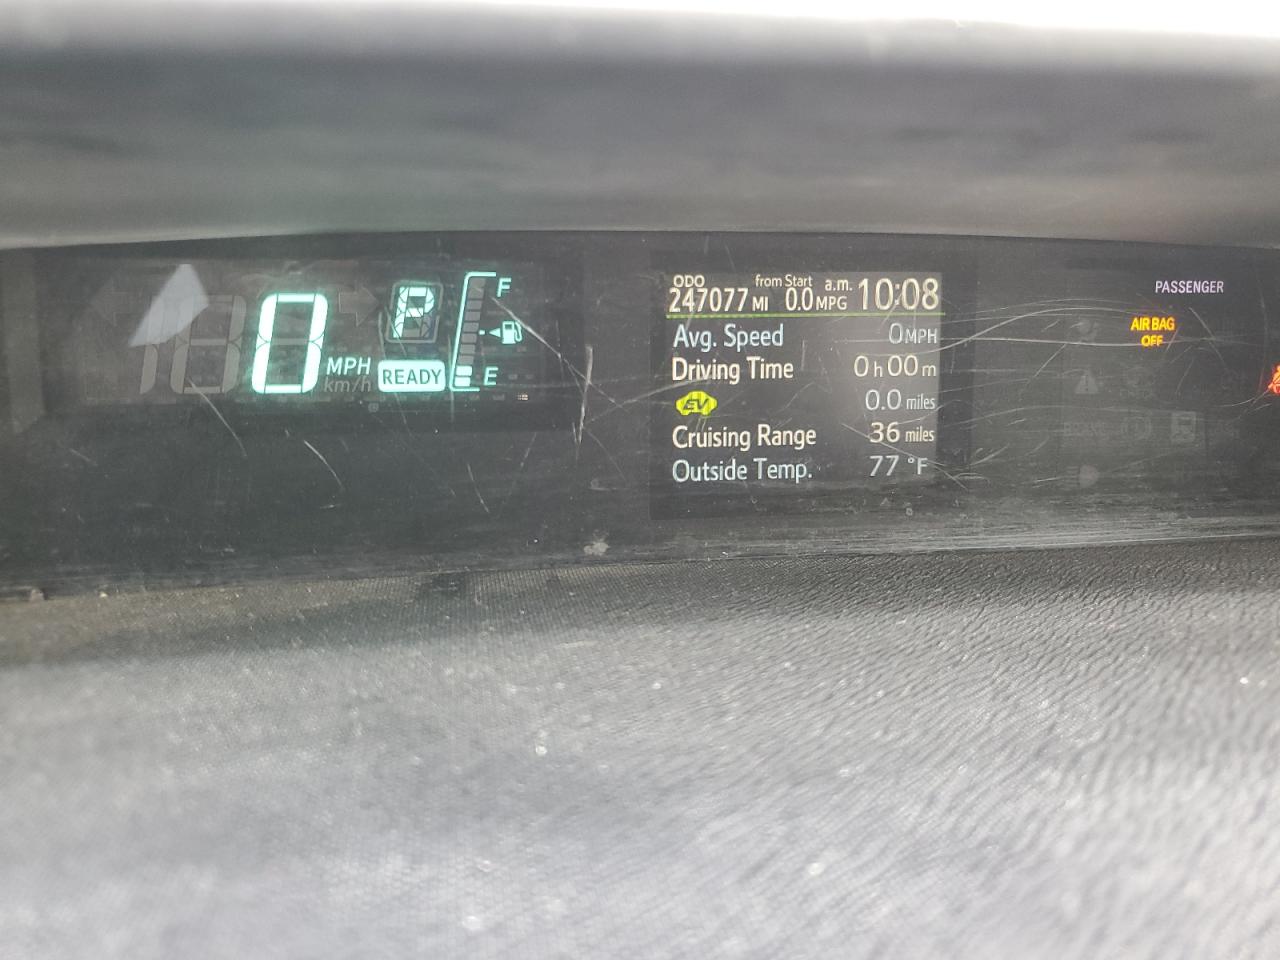 0 MPH
km/h
P
READY
F
E
ODO from Start a.m. 10:08
247077 MI 0.0 MPG
Avg. Speed 0 MPH
Driving Time 0 h 00 m
EV 0.0 miles
Cruising Range 36 miles
Outside Temp. 77 °F
PASSENGER
AIR BAG
OFF